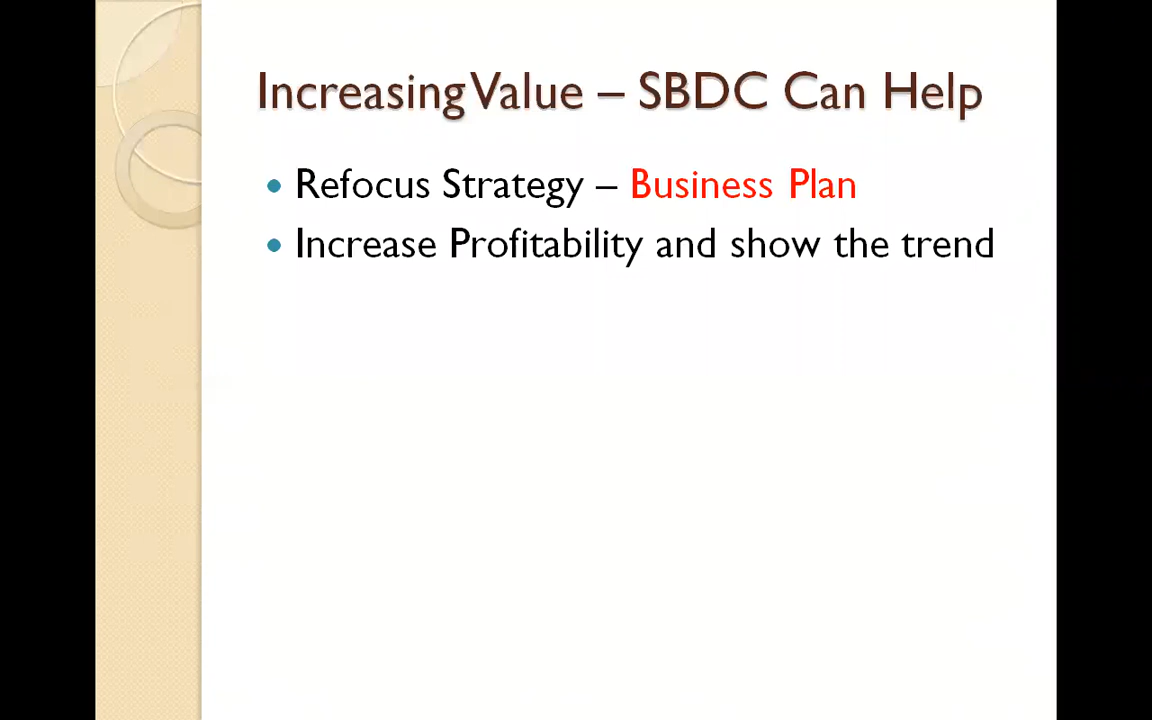 Increasing Value – SBDC Can Help
• Refocus Strategy – Business Plan
• Increase Profitability and show the trend